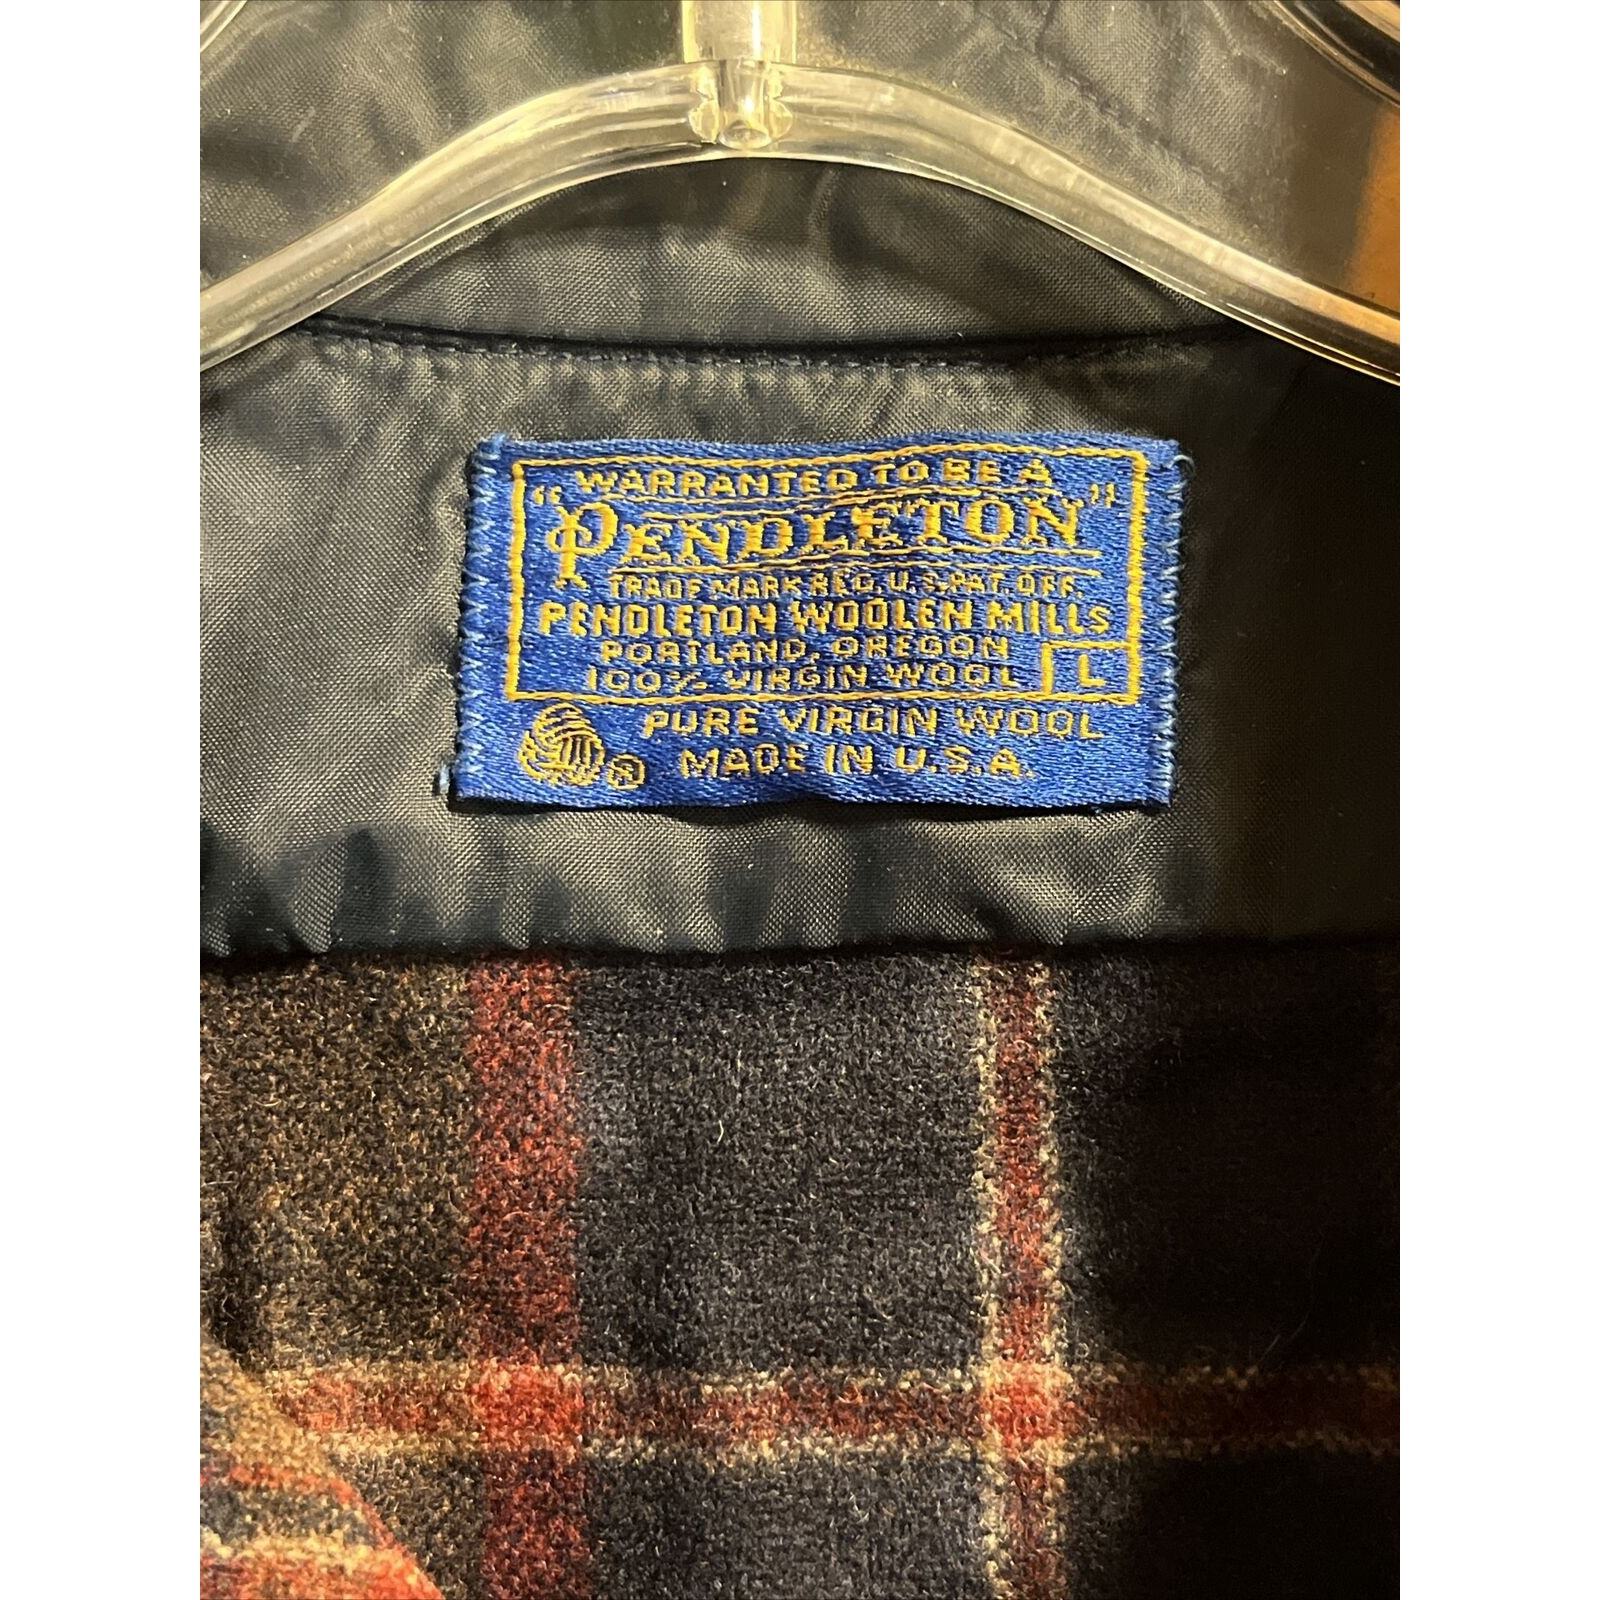 WARRANTED TO BE A
"PENDLETON"
TRADE MARK REG. U.S. PAT. OFF.
PENDLETON WOOLEN MILLS
PORTLAND, OREGON
100% VIRGIN WOOL L
PURE VIRGIN WOOL
® MADE IN U.S.A.